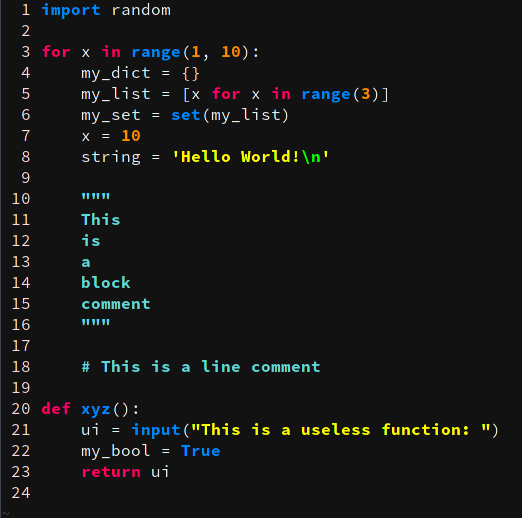 1 import random
2
3 for x in range(1, 10):
4     my_dict = {}
5     my_list = [x for x in range(3)]
6     my_set = set(my_list)
7     x = 10
8     string = 'Hello World!\n'
9
10     """
11     This
12     is
13     a
14     block
15     comment
16     """
17
18     # This is a line comment
19
20 def xyz():
21     ui = input("This is a useless function: ")
22     my_bool = True
23     return ui
24
~